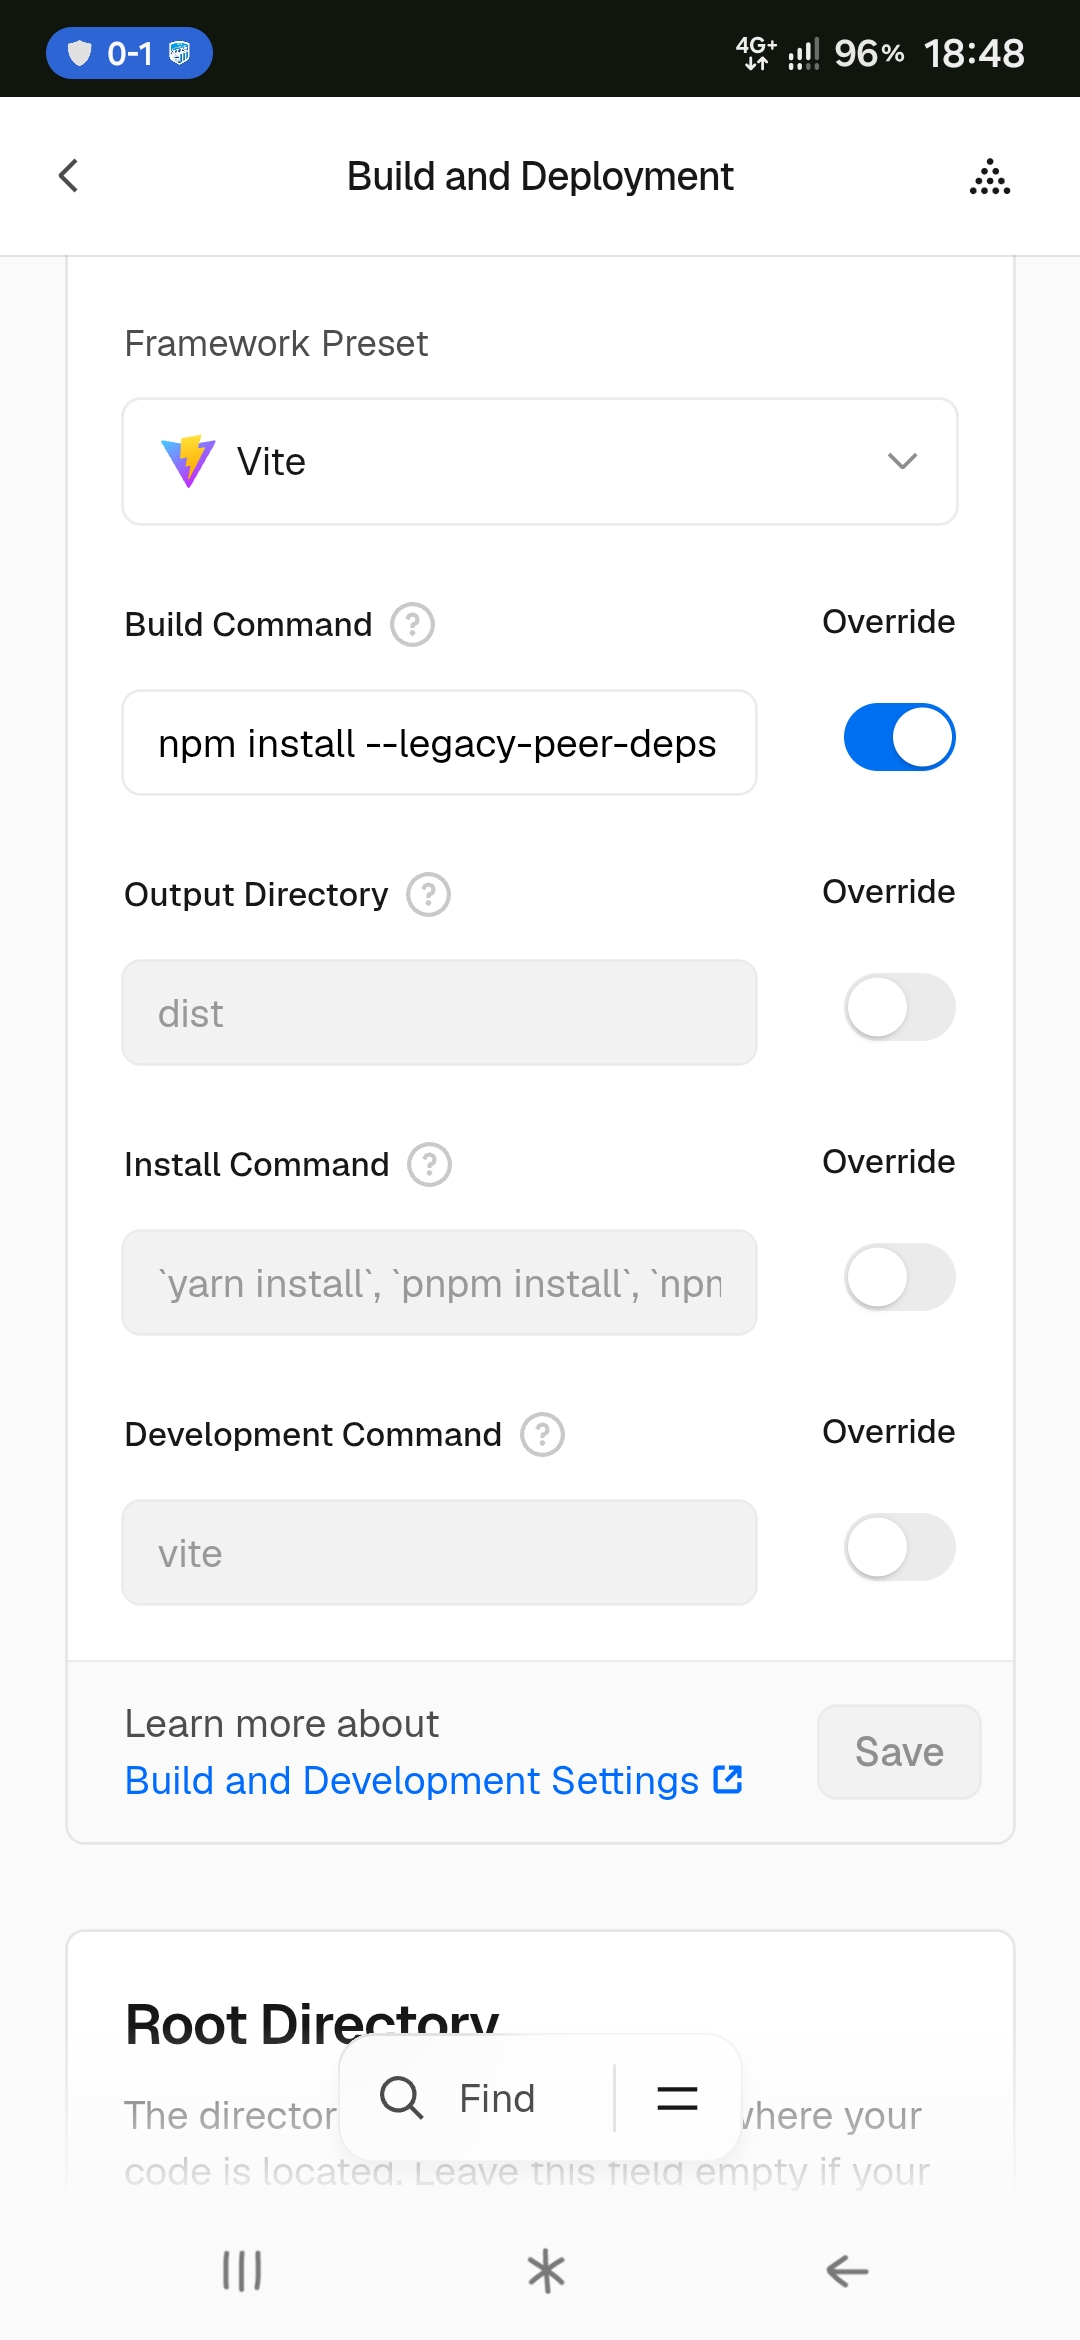 0-1
4G+ 96% 18:48
Build and Deployment
Framework Preset
Vite
Build Command ? Override
npm install --legacy-peer-deps
Output Directory ? Override
dist
Install Command ? Override
`yarn install`, `pnpm install`, `npm
Development Command ? Override
vite
Learn more about
Build and Development Settings
Save
Root Directory
The director
where your
code is located. Leave this field empty if your
Find